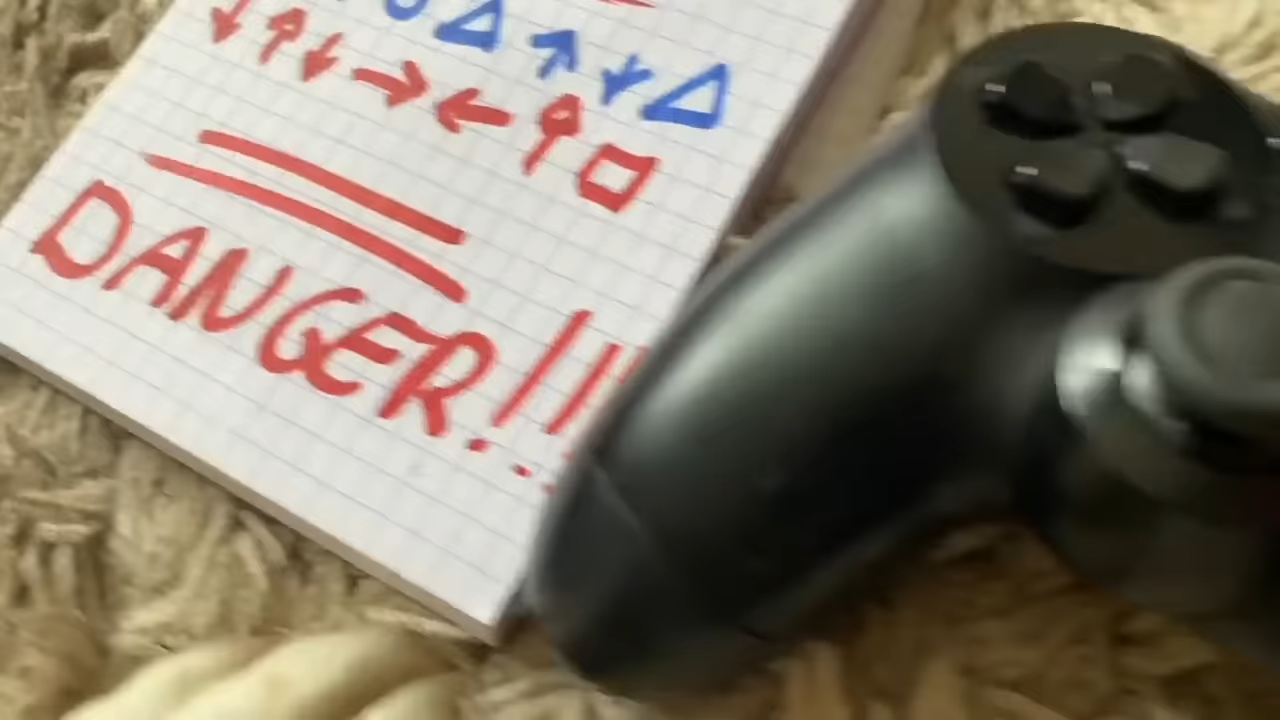 △ ↑ ↓ △
↓ ↑ ↓ → ← ↑ □
DANGER!!!